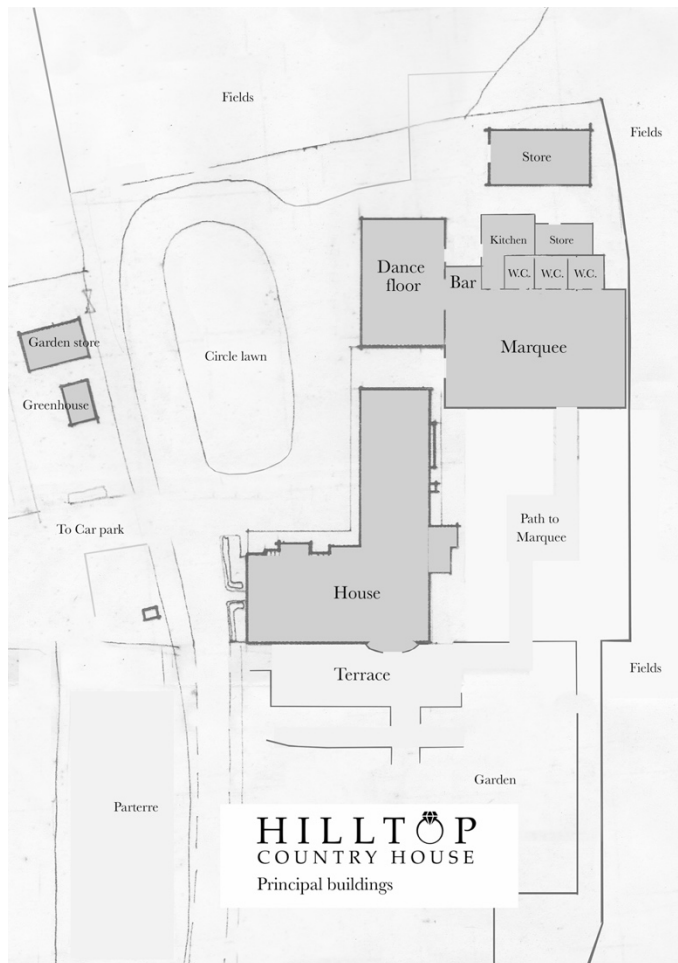 Fields
Fields
Store
Kitchen
Store
Dance
floor
Bar
W.C.
W.C.
W.C.
Garden store
Circle lawn
Marquee
Greenhouse
To Car park
Path to
Marquee
House
Terrace
Fields
Garden
Parterre
HILLTOP
COUNTRY HOUSE
Principal buildings